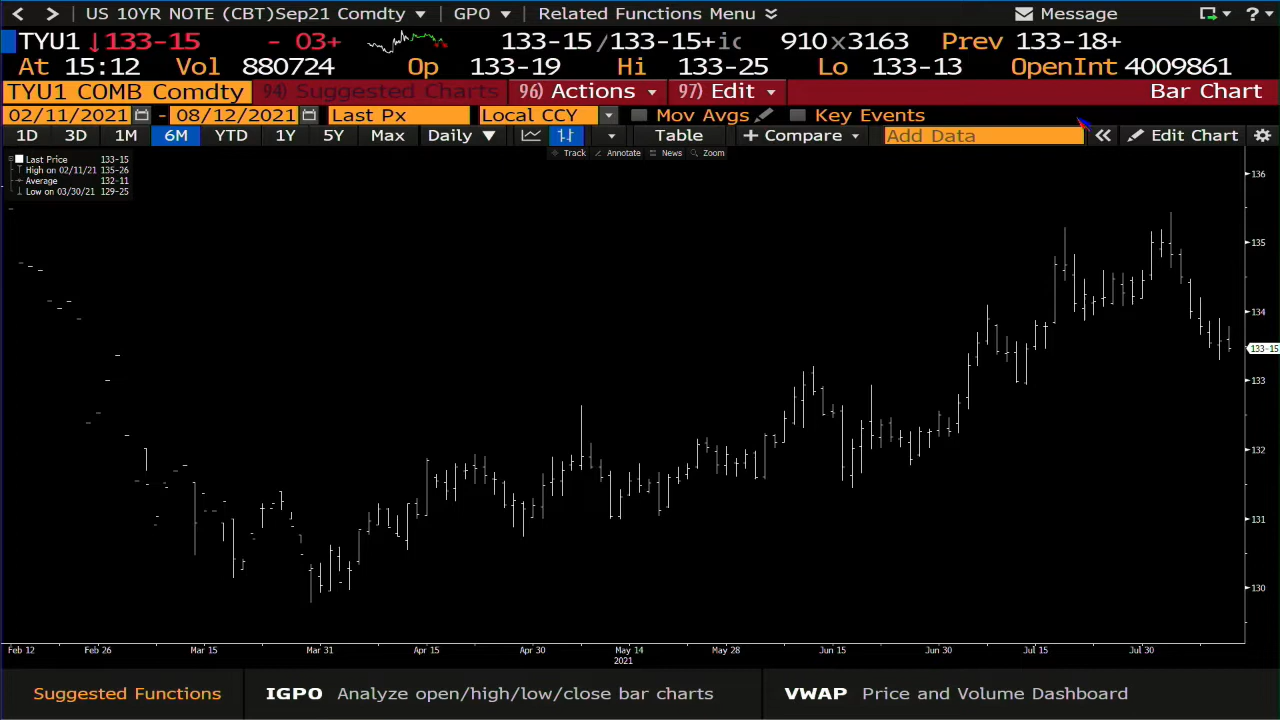 US 10YR NOTE (CBT)Sep21 Comdty GPO Related Functions Menu Message ?
TYU1 ↓133-15 - 03+ 133-15/133-15+ic 910x3163 Prev 133-18+
At 15:12 Vol 880724 Op 133-19 Hi 133-25 Lo 133-13 OpenInt 4009861
TYU1 COMB Comdty 94) Suggested Charts 96) Actions 97) Edit Bar Chart
02/11/2021 - 08/12/2021 Last Px Local CCY Mov Avgs Key Events
1D 3D 1M 6M YTD 1Y 5Y Max Daily ▼ Table + Compare Add Data « Edit Chart
Track Annotate News Zoom
Last Price 133-15
High on 02/11/21 135-26
Average 132-11
Low on 03/30/21 129-25
136
135
134
133-15
133
132
131
130
Feb 12 Feb 26 Mar 15 Mar 31 Apr 15 Apr 30 May 14 May 28 Jun 15 Jun 30 Jul 15 Jul 30
2021
Suggested Functions IGPO Analyze open/high/low/close bar charts VWAP Price and Volume Dashboard